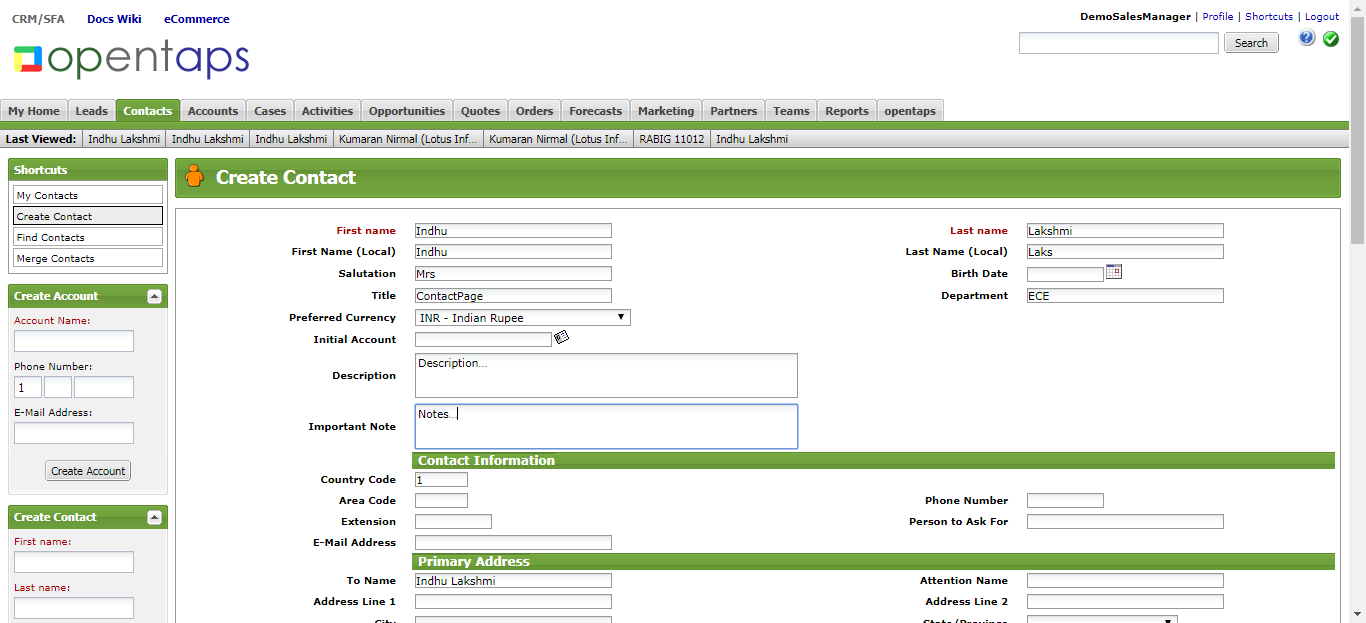 CRM/SFA Docs Wiki eCommerce
DemoSalesManager | Profile | Shortcuts | Logout
opentaps
Search
My Home Leads Contacts Accounts Cases Activities Opportunities Quotes Orders Forecasts Marketing Partners Teams Reports opentaps
Last Viewed: Indhu Lakshmi Indhu Lakshmi Indhu Lakshmi Kumaran Nirmal (Lotus Inf... Kumaran Nirmal (Lotus Inf... RABIG 11012 Indhu Lakshmi
Shortcuts
My Contacts
Create Contact
Find Contacts
Merge Contacts
Create Account
Account Name:
Phone Number:
1
E-Mail Address:
Create Account
Create Contact
First name:
Last name:
Create Contact
First name Indhu Last name Lakshmi
First Name (Local) Indhu Last Name (Local) Laks
Salutation Mrs Birth Date
Title ContactPage Department ECE
Preferred Currency INR - Indian Rupee
Initial Account
Description Description...
Important Note Notes...
Contact Information
Country Code 1
Area Code Phone Number
Extension Person to Ask For
E-Mail Address
Primary Address
To Name Indhu Lakshmi Attention Name
Address Line 1 Address Line 2
City State/Province